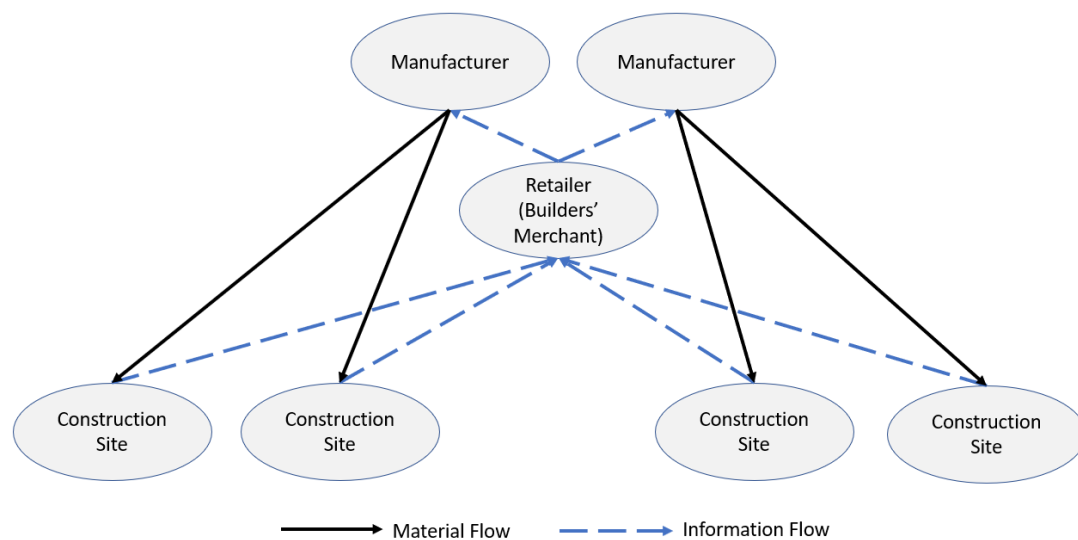 Manufacturer
Manufacturer
Retailer
(Builders’
Merchant)
Construction
Site
Construction
Site
Construction
Site
Construction
Site
Material Flow
Information Flow